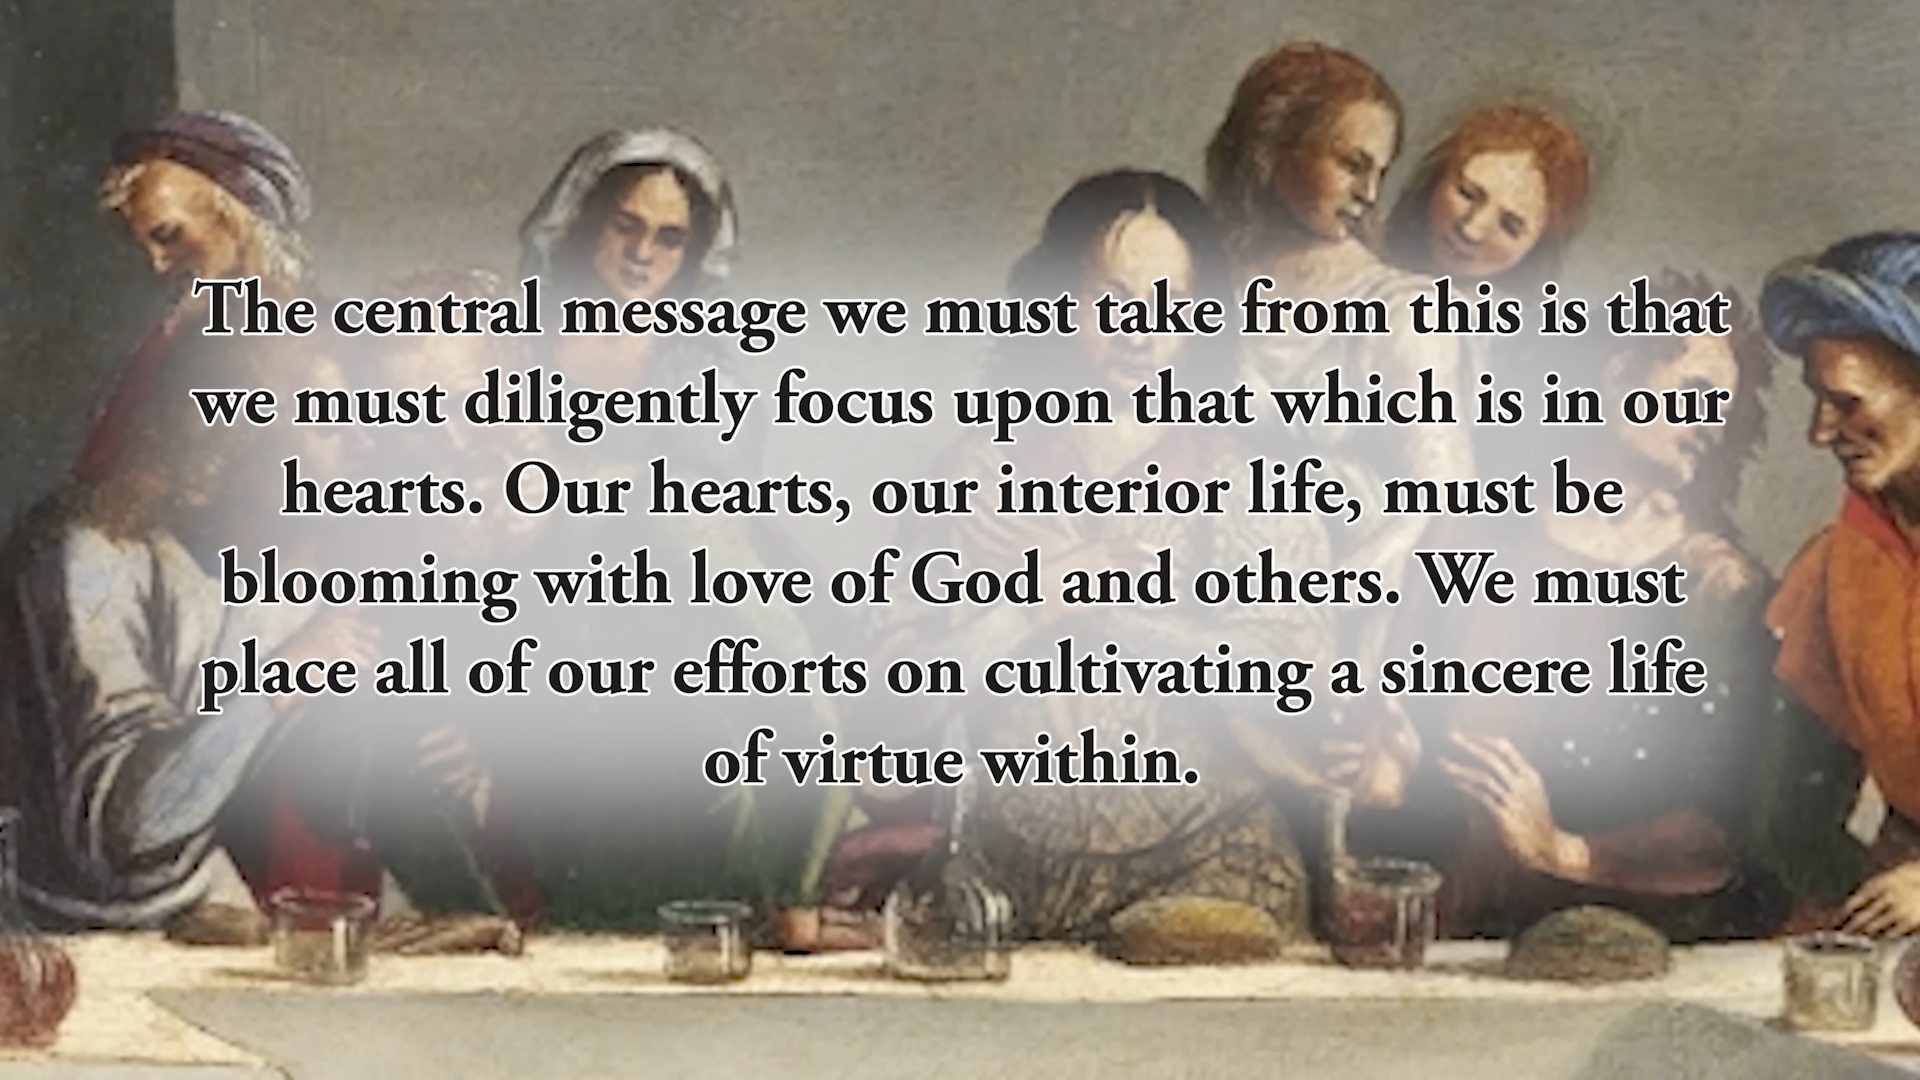 The central message we must take from this is that
we must diligently focus upon that which is in our
hearts. Our hearts, our interior life, must be
blooming with love of God and others. We must
place all of our efforts on cultivating a sincere life
of virtue within.